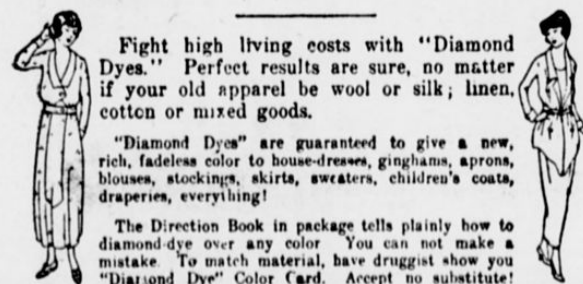 Fight high living costs with "Diamond
Dyes." Perfect results are sure, no matter
if your old apparel be wool or silk; linen,
cotton or mixed goods.
"Diamond Dyes" are guaranteed to give a new,
rich, fadeless color to house-dresses, ginghams, aprons,
blouses, stockings, skirts, sweaters, children's coats,
draperies, everything!
The Direction Book in package tells plainly how to
diamond-dye over any color You can not make a
mistake. To match material, have druggist show you
"Diamond Dye" Color Card. Accept no substitute!